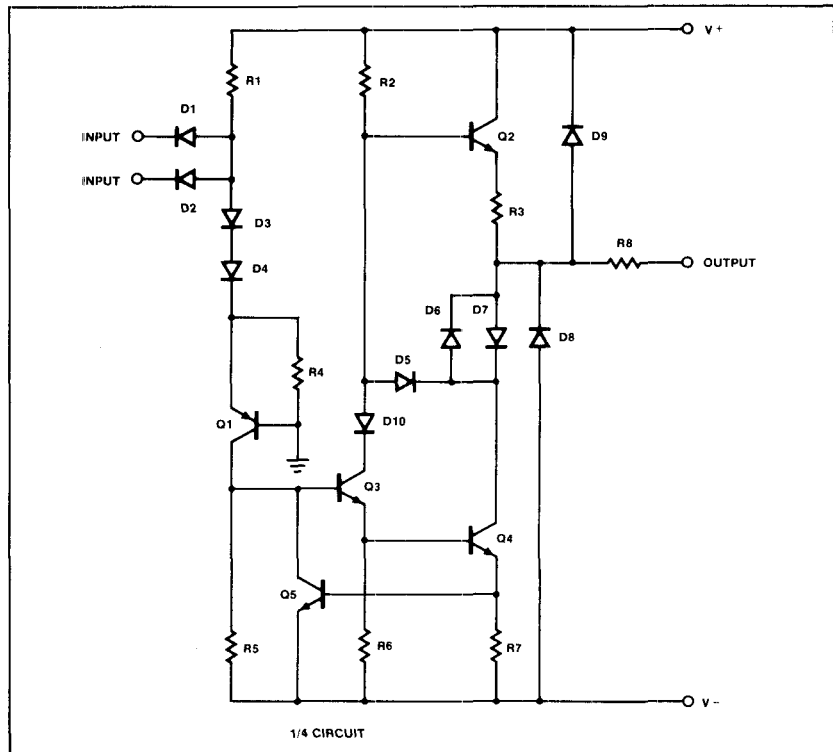 V+
R1
R2
D1
INPUT
Q2
D9
INPUT
D2
R3
D3
R8
OUTPUT
D4
D6
D7
D8
D5
R4
Q1
D10
Q3
Q4
Q5
R5
R6
R7
V–
1/4 CIRCUIT